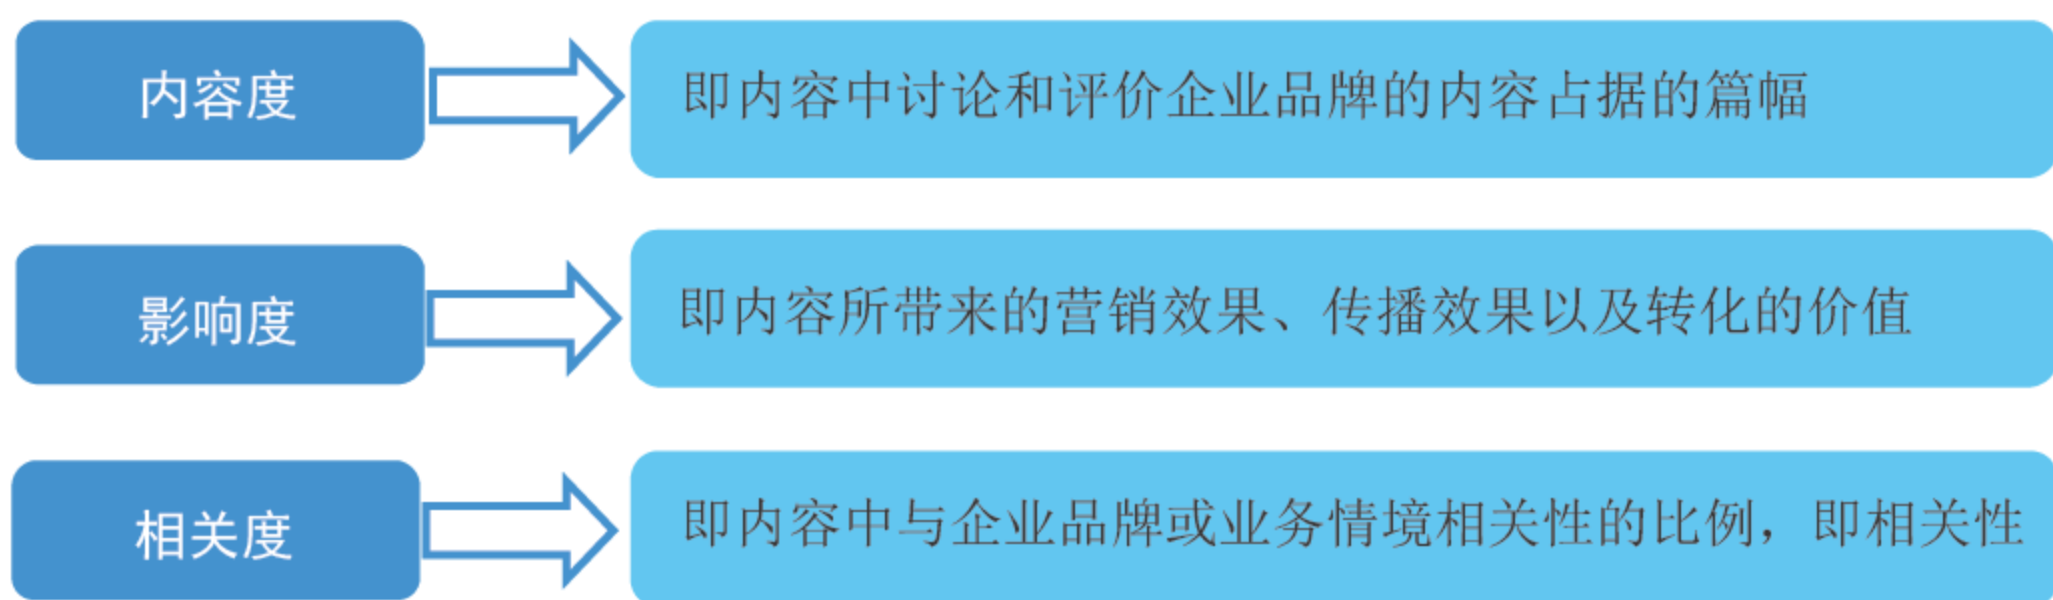 内容度
即内容中讨论和评价企业品牌的内容占据的篇幅
影响度
即内容所带来的营销效果、传播效果以及转化的价值
相关度
即内容中与企业品牌或业务情境相关性的比例，即相关性